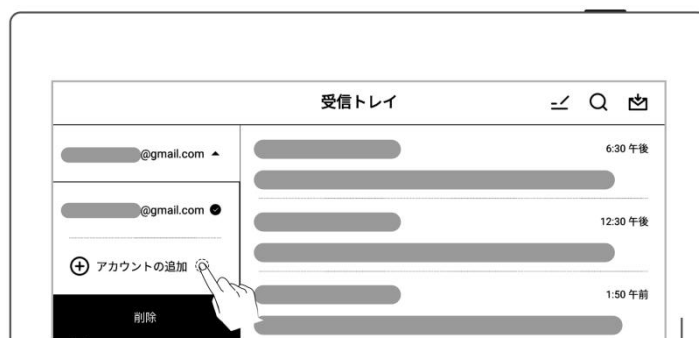 受信トレイ
@gmail.com
6:30 午後
@gmail.com
12:30 午後
アカウントの追加
1:50 午前
削除